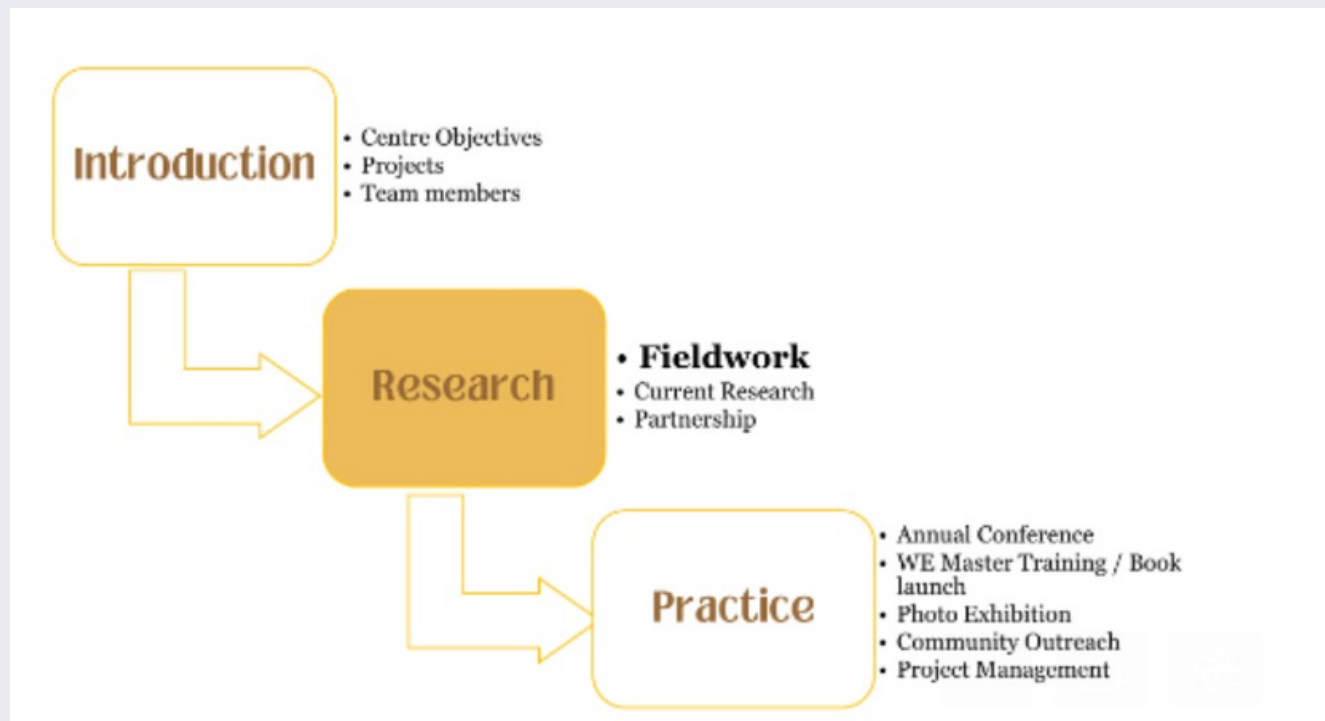 Introduction
• Centre Objectives
• Projects
• Team members
Research
• Fieldwork
• Current Research
• Partnership
Practice
• Annual Conference
• WE Master Training / Book
launch
• Photo Exhibition
• Community Outreach
• Project Management